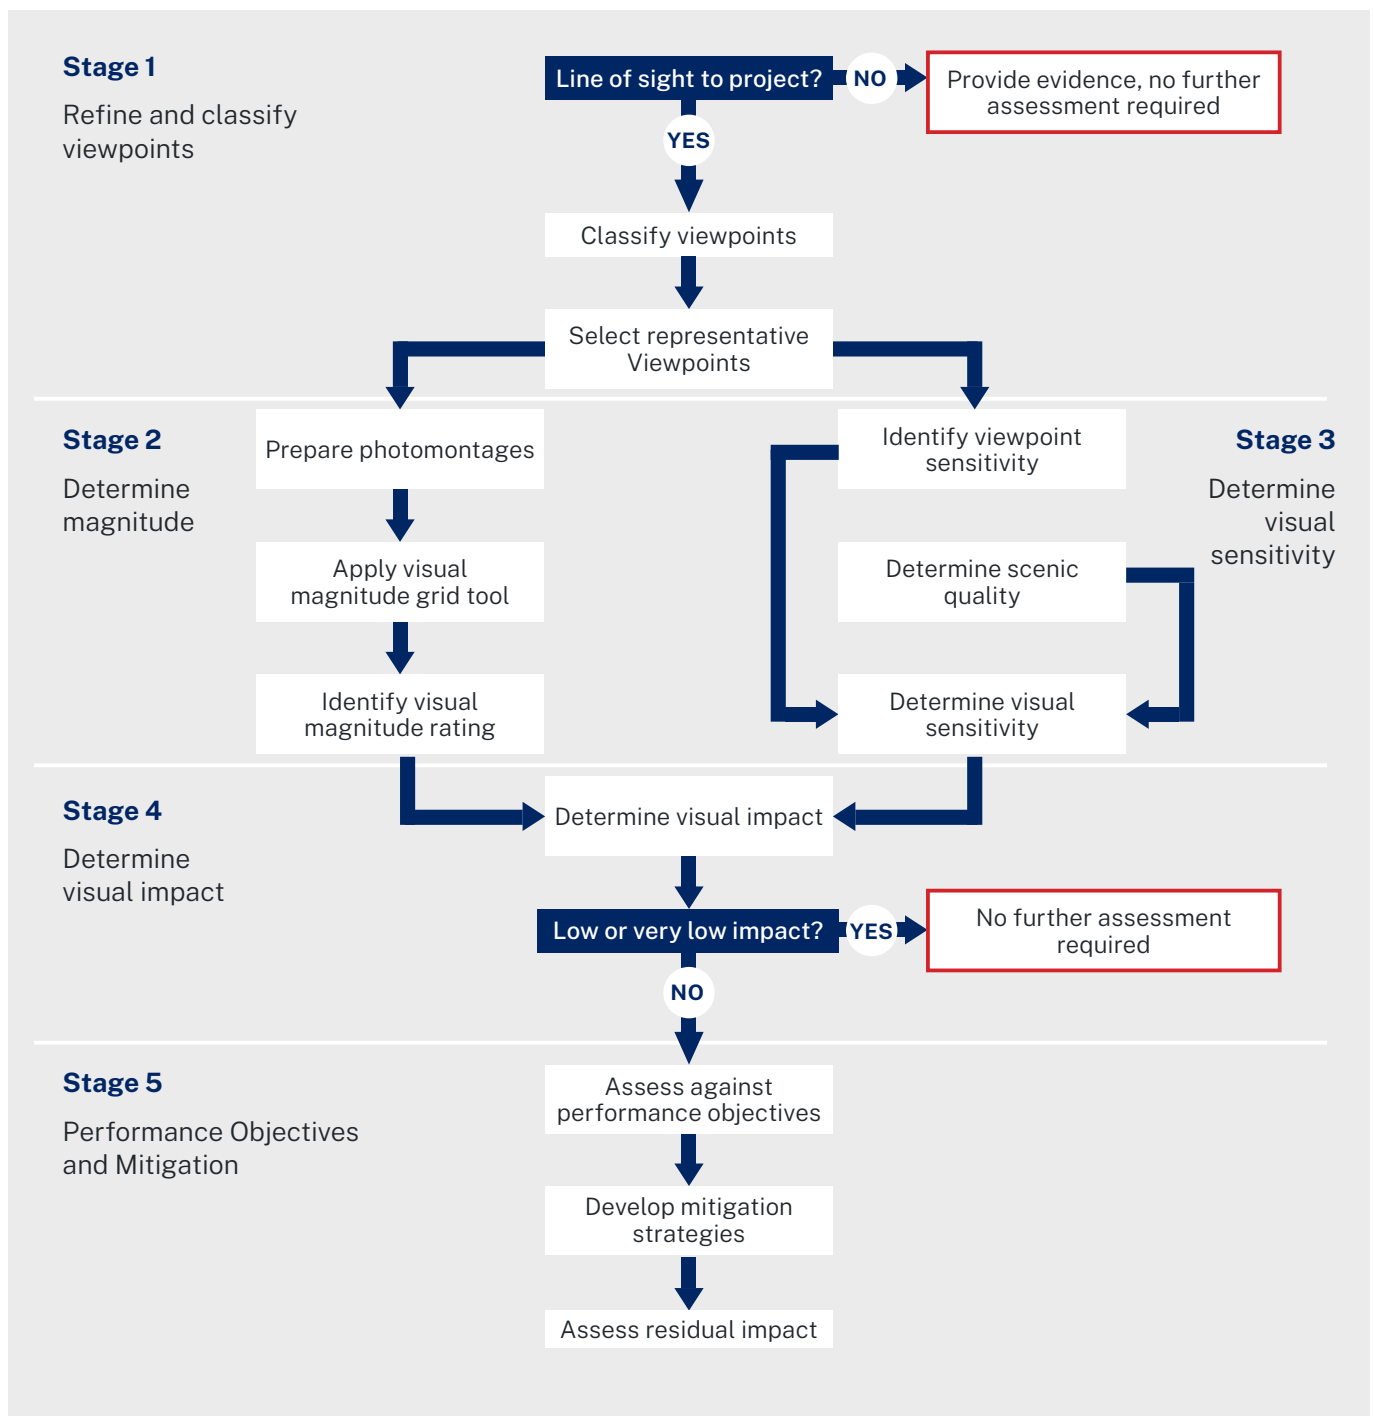 Stage 1
Refine and classify
viewpoints
Line of sight to project?
NO
Provide evidence, no further
assessment required
YES
Classify viewpoints
Select representative
Viewpoints
Stage 2
Determine
magnitude
Prepare photomontages
Apply visual
magnitude grid tool
Identify visual
magnitude rating
Identify viewpoint
sensitivity
Determine scenic
quality
Determine visual
sensitivity
Stage 3
Determine
visual
sensitivity
Stage 4
Determine
visual impact
Determine visual impact
Low or very low impact?
YES
No further assessment
required
NO
Stage 5
Performance Objectives
and Mitigation
Assess against
performance objectives
Develop mitigation
strategies
Assess residual impact